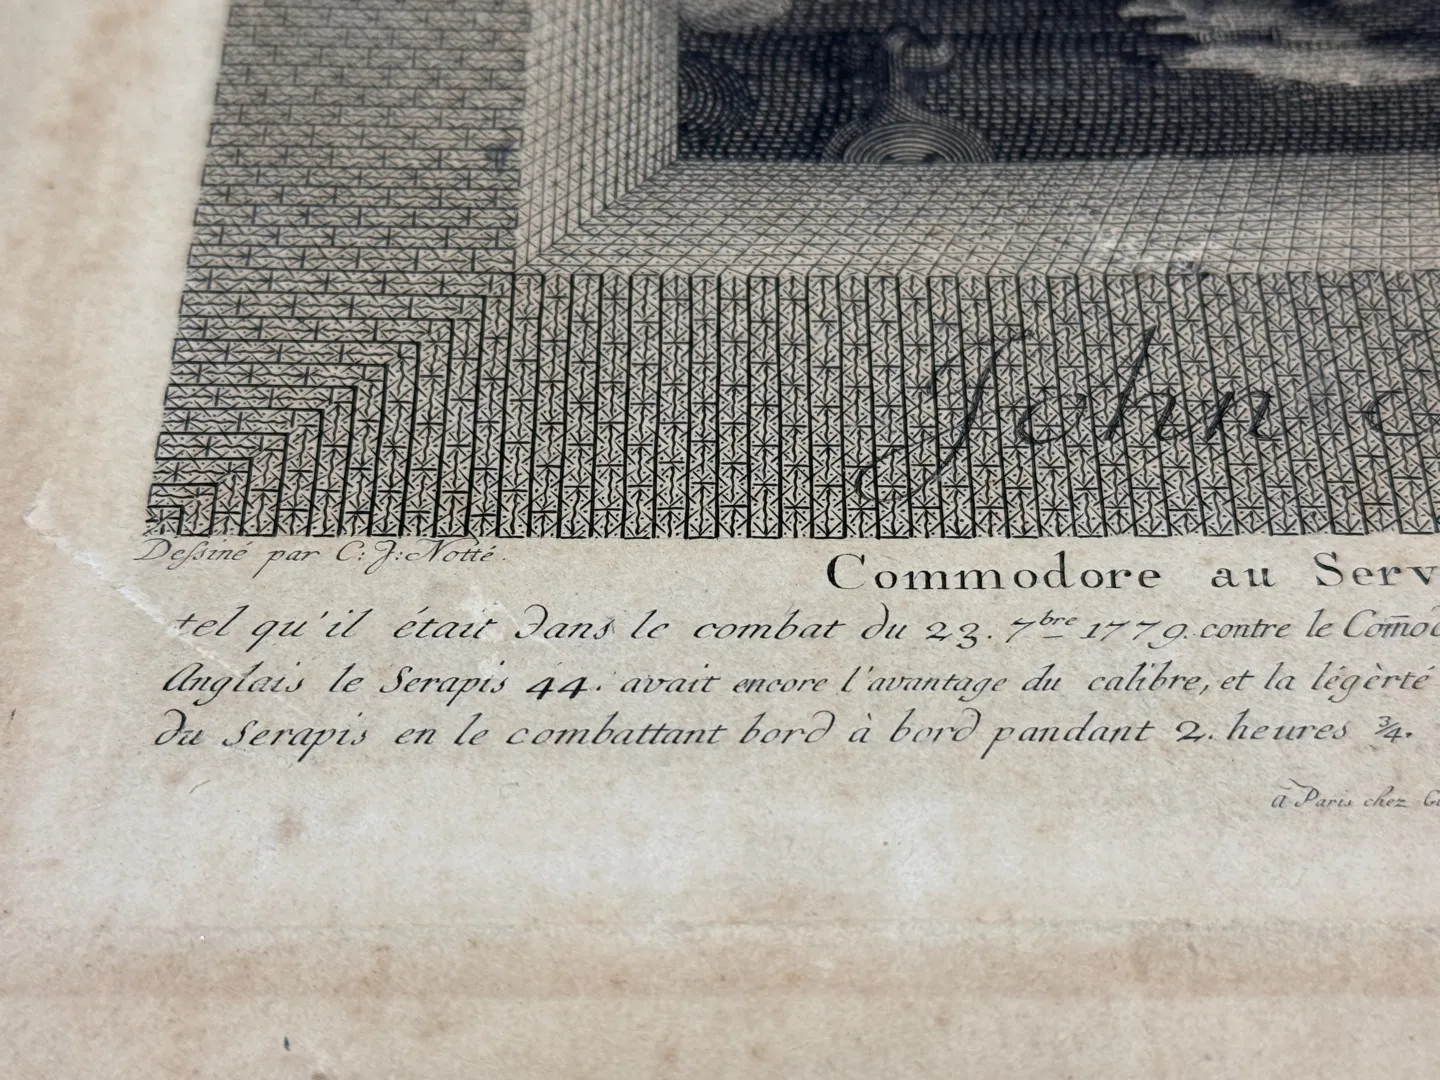 John
Dessiné par C: J: Notté.
Commodore au Serv
tel qu'il était dans le combat du 23. 7bre 1779. contre le Com̄od
Anglais le Serapis 44. avait encore l'avantage du calibre, et la légèrté
du Serapis en le combattant bord à bord pandant 2. heures ¾.
à Paris chez